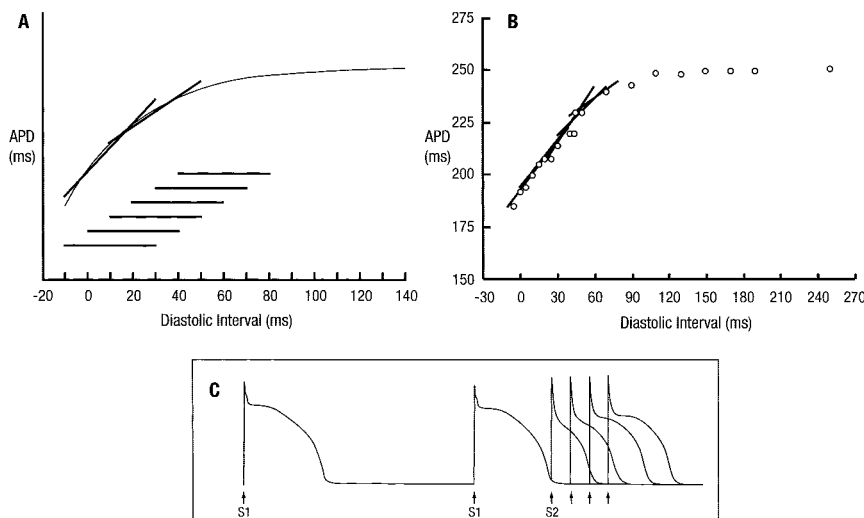 A
APD
(ms)
-20 0 20 40 60 80 100 120 140
Diastolic Interval (ms)
B
275
250
225
APD
(ms)
200
175
150
-30 0 30 60 90 120 150 190 210 240 270
Diastolic Interval (ms)
C
S1 S1 S2